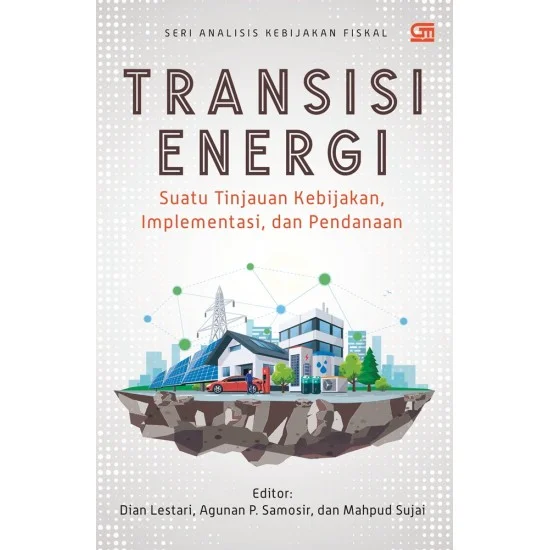 SERI ANALISIS KEBIJAKAN FISKAL
GM
TRANSISI
ENERGI
Suatu Tinjauan Kebijakan,
Implementasi, dan Pendanaan
Editor:
Dian Lestari, Agunan P. Samosir, dan Mahpud Sujai